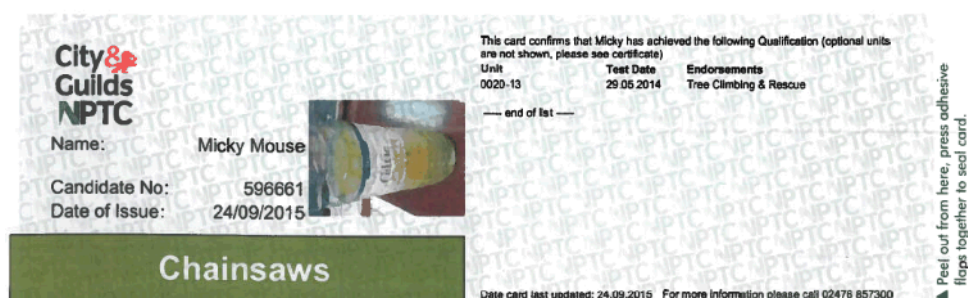 City&
Guilds
NPTC
Name: Micky Mouse
Candidate No: 596661
Date of Issue: 24/09/2015
Chainsaws
This card confirms that Micky has achieved the following Qualification (optional units
are not shown, please see certificate)
Unit Test Date Endorsements
0020-13 29.05.2014 Tree Climbing & Rescue
---- end of list ----
Date card last updated: 24.09.2015 For more information please call 02476 857300
▲ Peel out from here, press adhesive
flaps together to seal card.